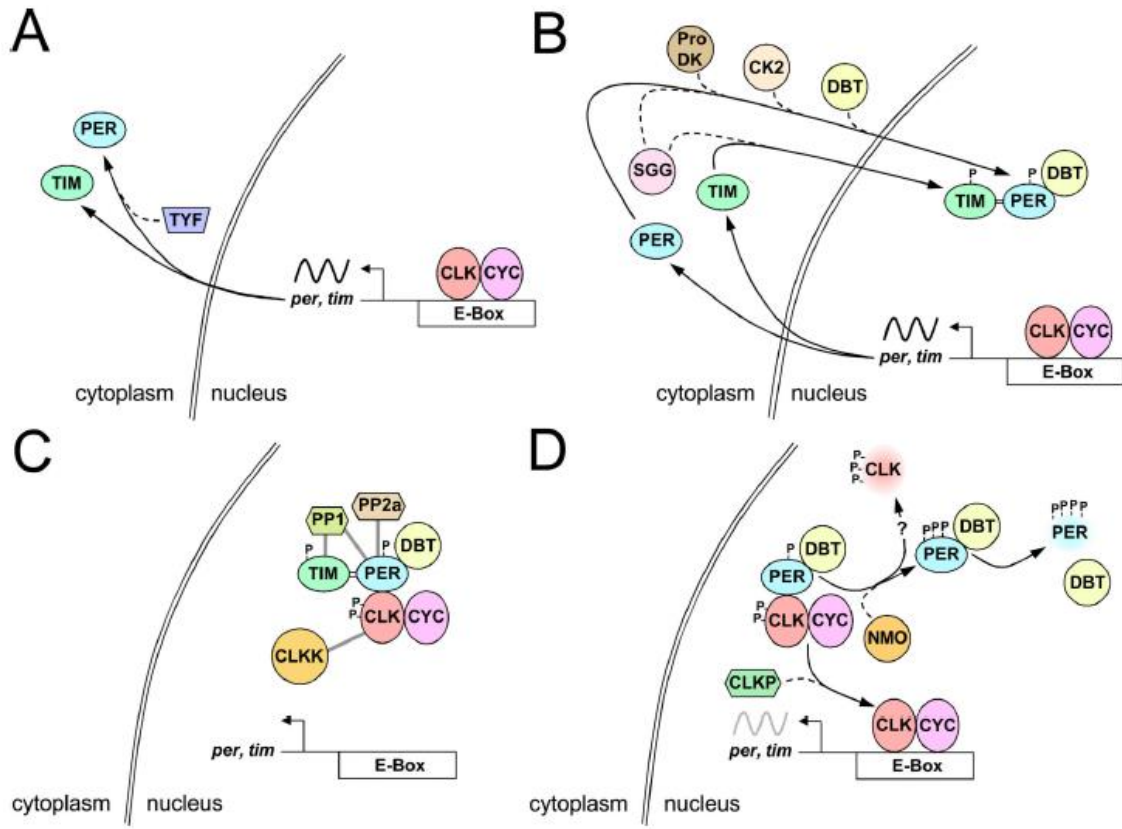 A
PER
TIM
TYF
CLK CYC
per, tim
E-Box
cytoplasm nucleus
B
Pro
DK
CK2
DBT
SGG
TIM
P P
TIM PER DBT
PER
CLK CYC
per, tim
E-Box
cytoplasm nucleus
C
PP2a
PP1
DBT
P P
TIM PER
P-
P-
CLK CYC
CLKK
per, tim
E-Box
cytoplasm nucleus
D
P-
P-
P-
CLK
?
P DBT
PER
PPP DBT
PER
PPPP
PER
DBT
P-
P-
CLK CYC
NMO
CLKP
CLK CYC
per, tim
E-Box
cytoplasm nucleus